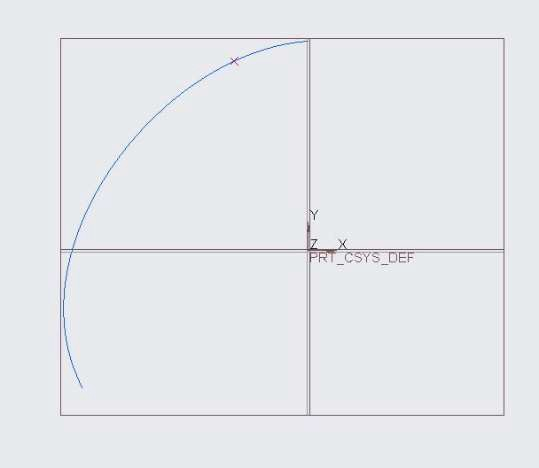 Y
Z X
PRT_CSYS_DEF